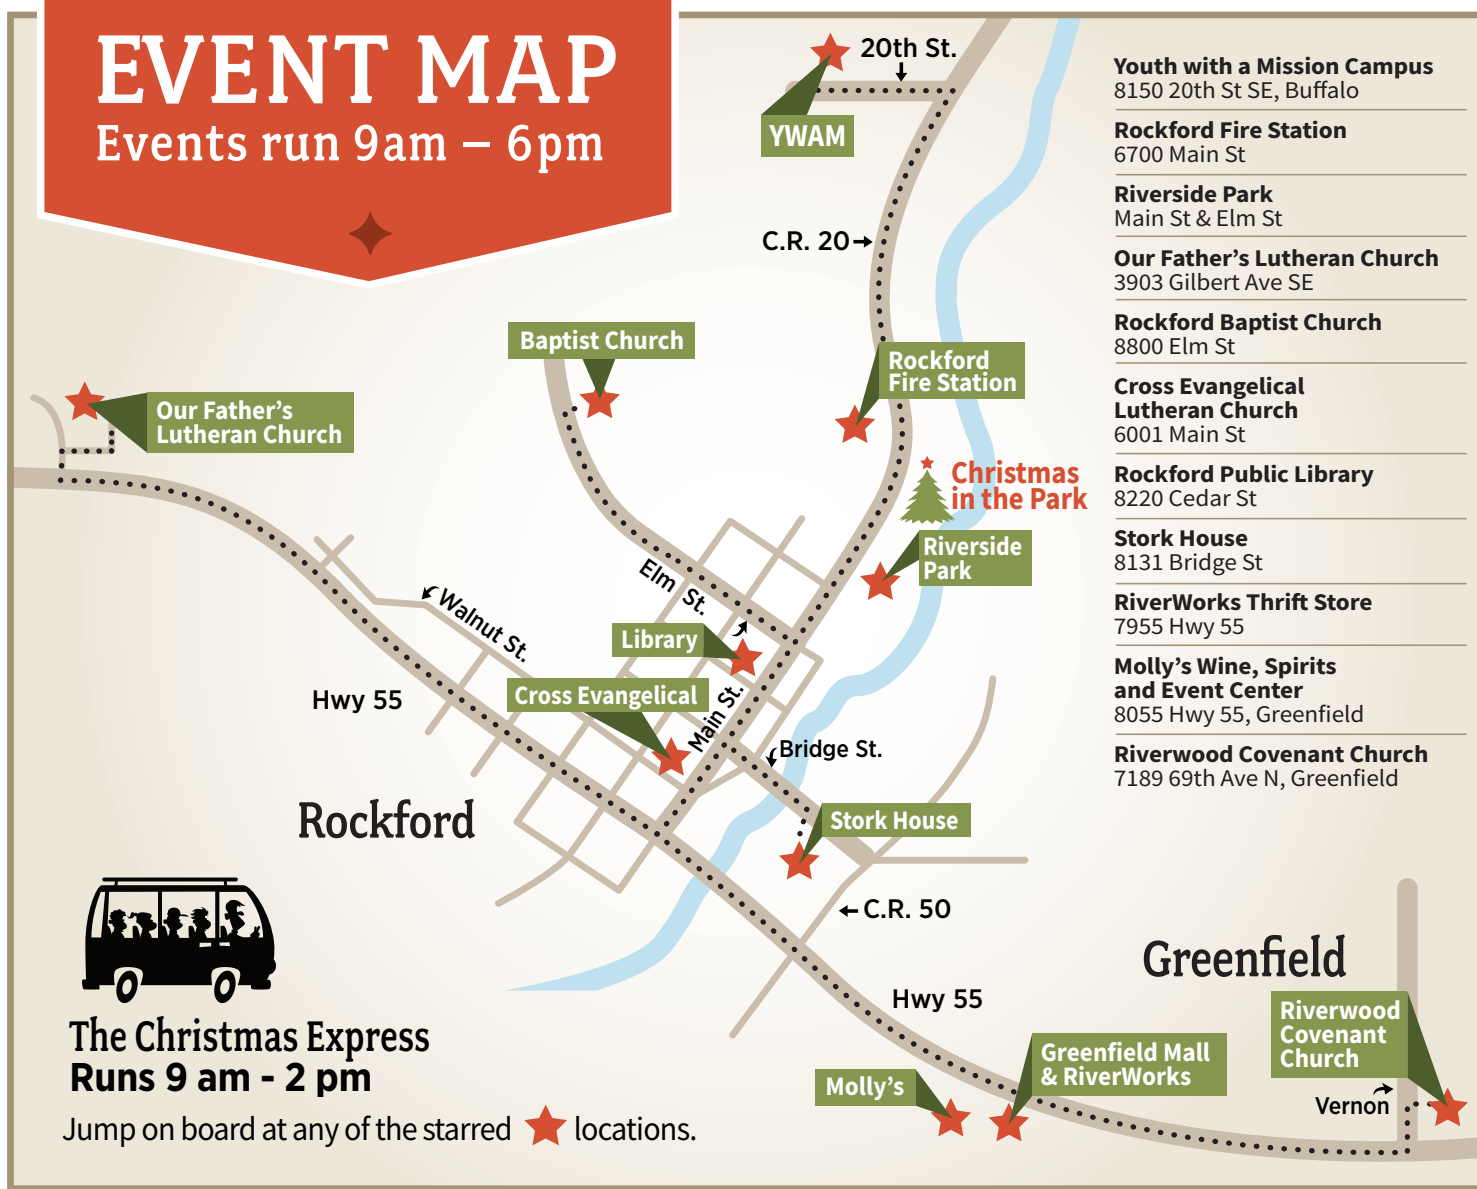 EVENT MAP
Events run 9am – 6pm
20th St.
YWAM
C.R. 20
Baptist Church
Rockford
Fire Station
Our Father's
Lutheran Church
Christmas
in the Park
Riverside
Park
Elm St.
Walnut St.
Library
Cross Evangelical
Main St.
Hwy 55
Bridge St.
Rockford
Stork House
C.R. 50
Greenfield
Hwy 55
Riverwood
Covenant
Church
Greenfield Mall
& RiverWorks
Molly's
Vernon
The Christmas Express
Runs 9 am - 2 pm
Jump on board at any of the starred locations.
Youth with a Mission Campus
8150 20th St SE, Buffalo
Rockford Fire Station
6700 Main St
Riverside Park
Main St & Elm St
Our Father's Lutheran Church
3903 Gilbert Ave SE
Rockford Baptist Church
8800 Elm St
Cross Evangelical
Lutheran Church
6001 Main St
Rockford Public Library
8220 Cedar St
Stork House
8131 Bridge St
RiverWorks Thrift Store
7955 Hwy 55
Molly's Wine, Spirits
and Event Center
8055 Hwy 55, Greenfield
Riverwood Covenant Church
7189 69th Ave N, Greenfield